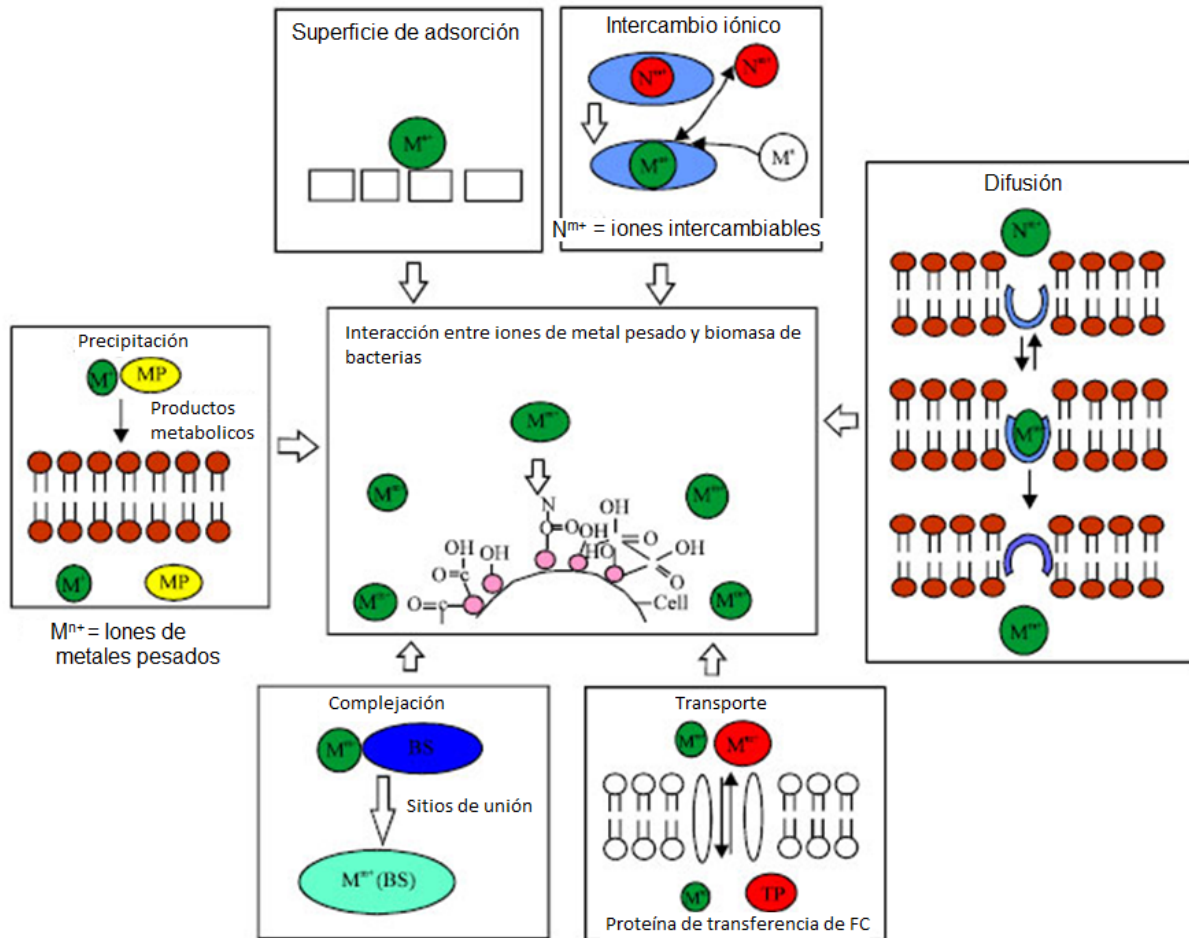 Superficie de adsorción
M
Intercambio iónico
N
N
M
M
Nᵐ⁺ = iones intercambiables
Difusión
N
M
M
Precipitación
M
MP
Productos
metabolicos
M
MP
Mⁿ⁺ = Iones de
metales pesados
Interacción entre iones de metal pesado y biomasa de
bacterias
M
M
M
M
M
N
C=O
OH
OH
OH
OH
HO
O
OH
O
O=C
O=C
Cell
Complejación
M
BS
Sitios de unión
M (BS)
Transporte
M
M
M
TP
Proteína de transferencia de FC